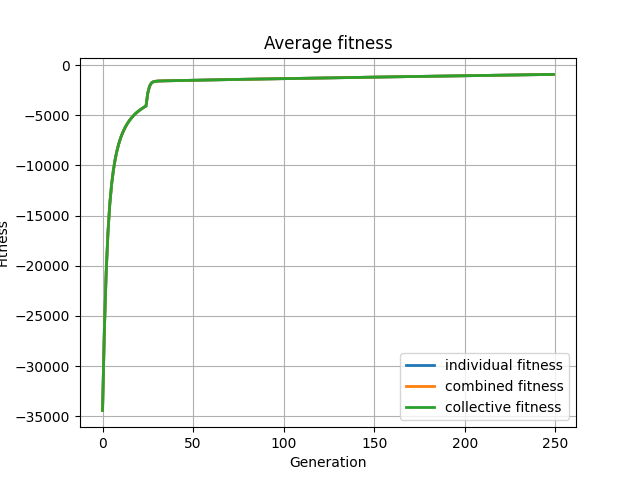 Average fitness
0
−5000
−10000
−15000
−20000
−25000
−30000
−35000
Fitness
individual fitness
combined fitness
collective fitness
0 50 100 150 200 250
Generation